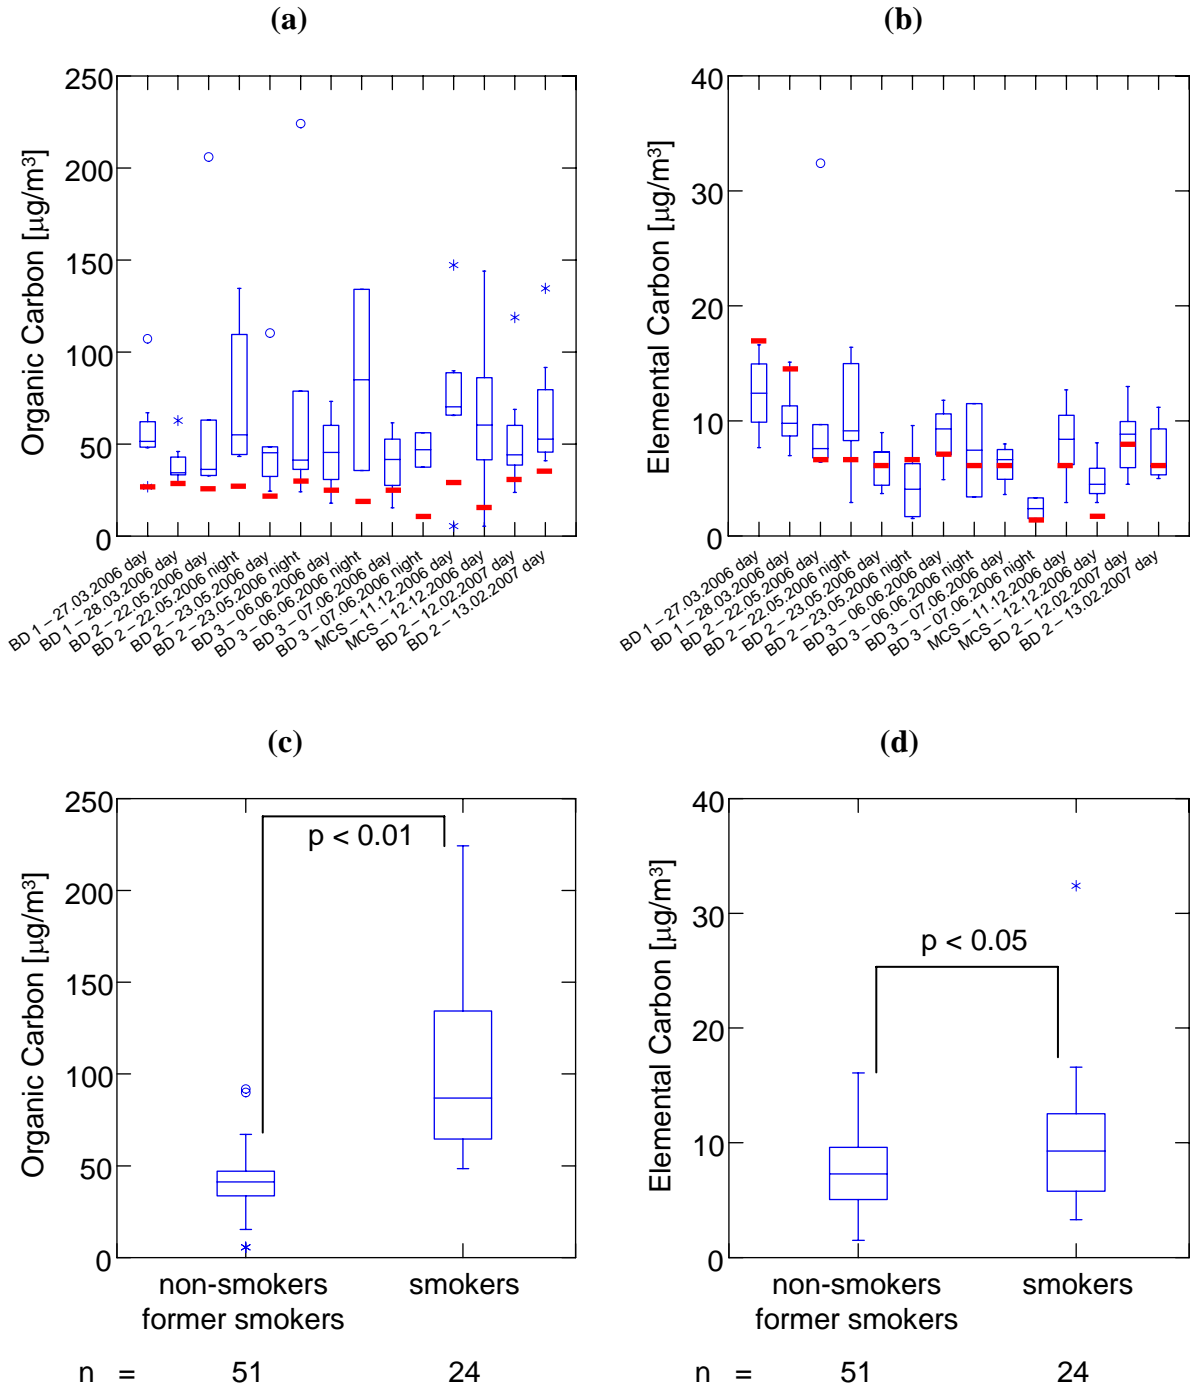 (a)
(b)
250
200
150
100
50
0
Organic Carbon [µg/m³]
BD 1 – 27.03.2006 day
BD 1 – 28.03.2006 day
BD 2 – 22.05.2006 day
BD 2 – 22.05.2006 night
BD 2 – 23.05.2006 day
BD 2 – 23.05.2006 night
BD 3 – 06.06.2006 day
BD 3 – 06.06.2006 night
BD 3 – 07.06.2006 day
BD 3 – 07.06.2006 night
MCS – 11.12.2006 day
MCS – 12.12.2006 day
BD 2 – 12.02.2007 day
BD 2 – 13.02.2007 day
40
30
20
10
0
Elemental Carbon [µg/m³]
BD 1 – 27.03.2006 day
BD 1 – 28.03.2006 day
BD 2 – 22.05.2006 day
BD 2 – 22.05.2006 night
BD 2 – 23.05.2006 day
BD 2 – 23.05.2006 night
BD 3 – 06.06.2006 day
BD 3 – 06.06.2006 night
BD 3 – 07.06.2006 day
BD 3 – 07.06.2006 night
MCS – 11.12.2006 day
MCS – 12.12.2006 day
BD 2 – 12.02.2007 day
BD 2 – 13.02.2007 day
(c)
(d)
250
200
150
100
50
0
Organic Carbon [µg/m³]
p < 0.01
non-smokers
former smokers
smokers
n = 51 24
40
30
20
10
0
Elemental Carbon [µg/m³]
p < 0.05
non-smokers
former smokers
smokers
n = 51 24